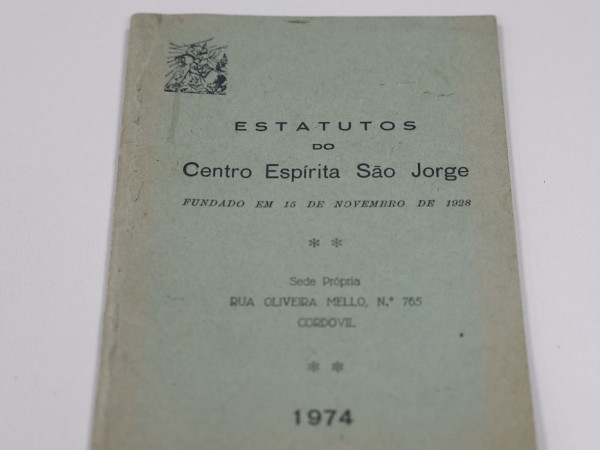 ESTATUTOS
DO
Centro Espírita São Jorge
FUNDADO EM 15 DE NOVEMBRO DE 1928
* *
Sede Própria
RUA OLIVEIRA MELLO, N.º 765
CORDOVIL
* *
1974